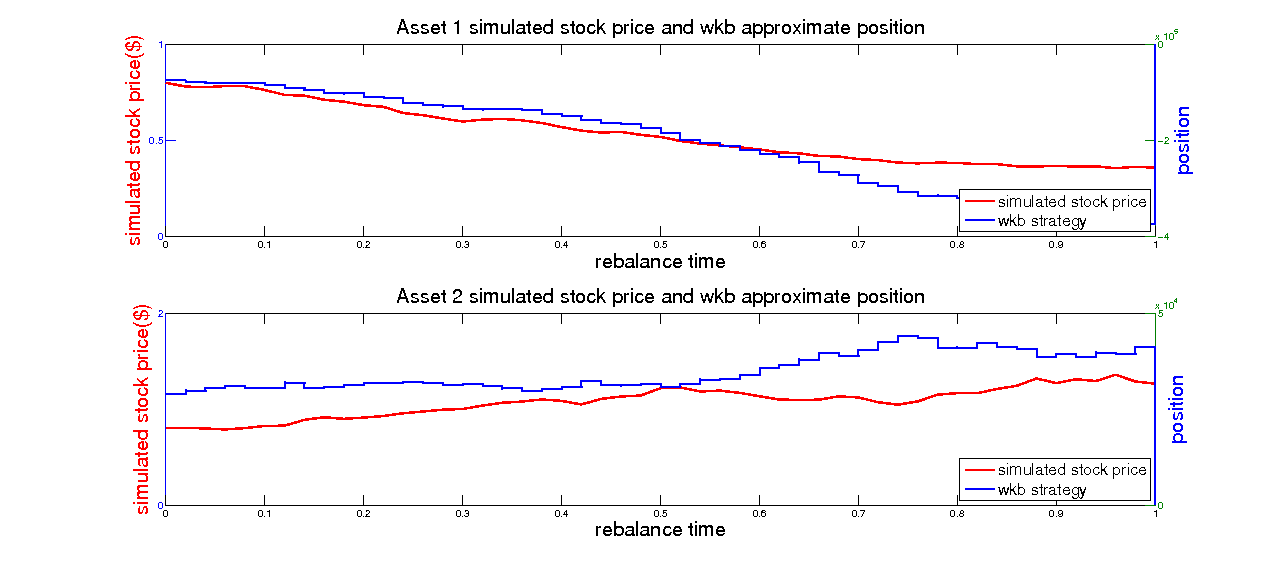 Asset 1 simulated stock price and wkb approximate position
simulated stock price($)
1
0.5
0
x 10^5
0
-2
-4
position
simulated stock price
wkb strategy
0 0.1 0.2 0.3 0.4 0.5 0.6 0.7 0.8 0.9 1
rebalance time
Asset 2 simulated stock price and wkb approximate position
simulated stock price($)
2
0
x 10^4
5
0
position
simulated stock price
wkb strategy
0 0.1 0.2 0.3 0.4 0.5 0.6 0.7 0.8 0.9 1
rebalance time